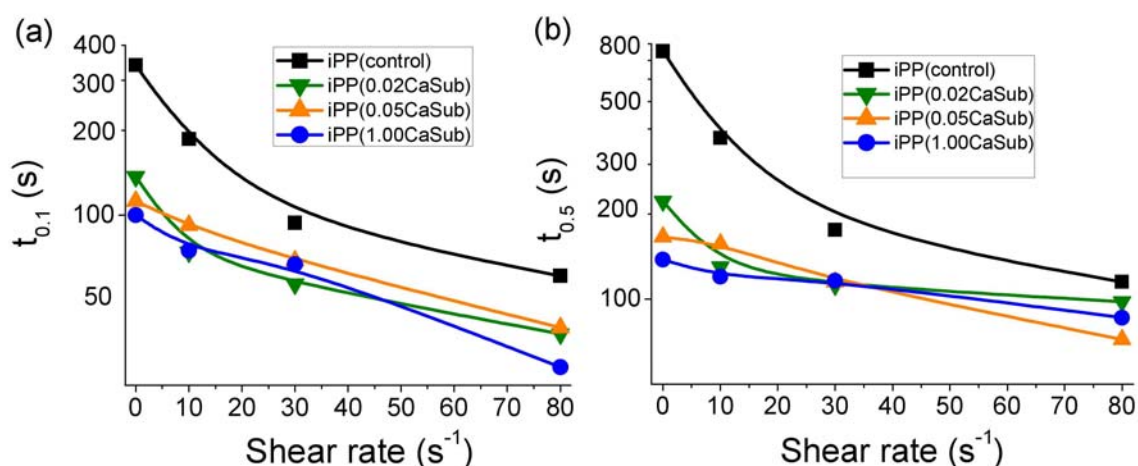 (a)
400
300
200
100
50
t0.1 (s)
iPP(control)
iPP(0.02CaSub)
iPP(0.05CaSub)
iPP(1.00CaSub)
0 10 20 30 40 50 60 70 80
Shear rate (s-1)
(b)
800
500
300
200
100
t0.5 (s)
iPP(control)
iPP(0.02CaSub)
iPP(0.05CaSub)
iPP(1.00CaSub)
0 10 20 30 40 50 60 70 80
Shear rate (s-1)